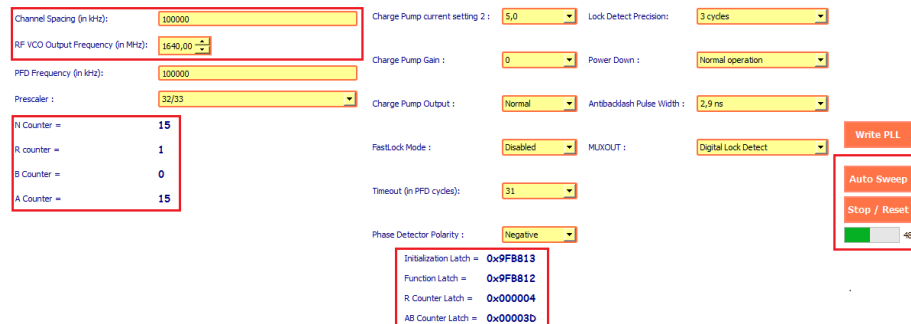 Channel Spacing (in kHz): 100000
RF VCO Output Frequency (in MHz): 1640,00
PFD Frequency (in kHz): 100000
Prescaler : 32/33
N Counter = 15
R counter = 1
B Counter = 0
A Counter = 15
Charge Pump current setting 2 : 5,0
Charge Pump Gain : 0
Charge Pump Output : Normal
FastLock Mode : Disabled
Timeout (in PFD cycles): 31
Phase Detector Polarity : Negative
Initialization Latch = 0x9FB813
Function Latch = 0x9FB812
R Counter Latch = 0x000004
AB Counter Latch = 0x00003D
Lock Detect Precision: 3 cycles
Power Down : Normal operation
Antibacklash Pulse Width : 2,9 ns
MUXOUT : Digital Lock Detect
Write PLL
Auto Sweep
Stop / Reset